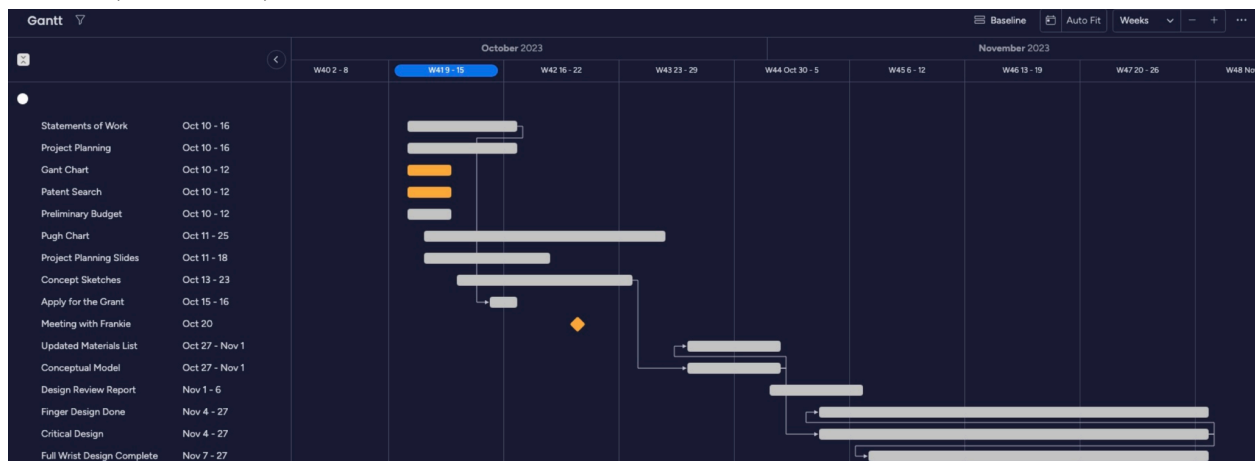 Gantt Baseline Auto Fit Weeks − + ...
October 2023 November 2023
W40 2 - 8 W41 9 - 15 W42 16 - 22 W43 23 - 29 W44 Oct 30 - 5 W45 6 - 12 W46 13 - 19 W47 20 - 26 W48 No
Statements of Work Oct 10 - 16
Project Planning Oct 10 - 16
Gant Chart Oct 10 - 12
Patent Search Oct 10 - 12
Preliminary Budget Oct 10 - 12
Pugh Chart Oct 11 - 25
Project Planning Slides Oct 11 - 18
Concept Sketches Oct 13 - 23
Apply for the Grant Oct 15 - 16
Meeting with Frankie Oct 20
Updated Materials List Oct 27 - Nov 1
Conceptual Model Oct 27 - Nov 1
Design Review Report Nov 1 - 6
Finger Design Done Nov 4 - 27
Critical Design Nov 4 - 27
Full Wrist Design Complete Nov 7 - 27